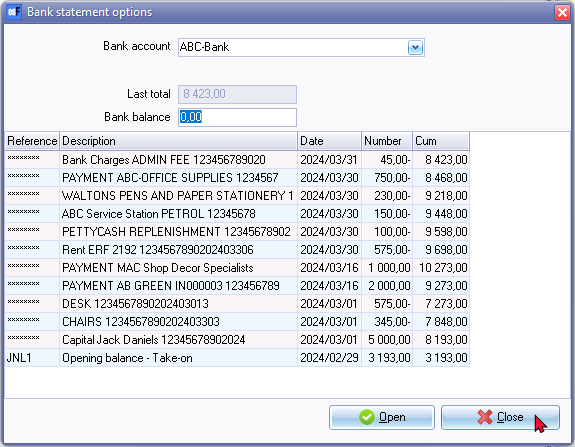 Bank statement options
Bank account ABC-Bank
Last total 8 423,00
Bank balance 0,00
Reference Description Date Number Cum
******** Bank Charges ADMIN FEE 123456789020 2024/03/31 45,00- 8 423,00
******** PAYMENT ABC-OFFICE SUPPLIES 1234567 2024/03/30 750,00- 8 468,00
******** WALTONS PENS AND PAPER STATIONERY 1 2024/03/30 230,00- 9 218,00
******** ABC Service Station PETROL 12345678 2024/03/30 150,00- 9 448,00
******** PETTYCASH REPLENISHMENT 1234567902 2024/03/30 100,00- 9 598,00
******** Rent ERF 2192 1234567890202403306 2024/03/30 575,00- 9 698,00
******** PAYMENT MAC Shop Decor Specialists 2024/03/16 1 000,00 10 273,00
******** PAYMENT AB GREEN IN000003 123456789 2024/03/16 2 000,00 9 273,00
******** DESK 1234567890202403013 2024/03/01 575,00- 7 273,00
******** CHAIRS 1234567890202403303 2024/03/01 345,00- 7 848,00
******** Capital Jack Daniels 12345678902024 2024/03/01 5 000,00 8 193,00
JNL1 Opening balance - Take-on 2024/02/29 3 193,00 3 193,00
Open Close